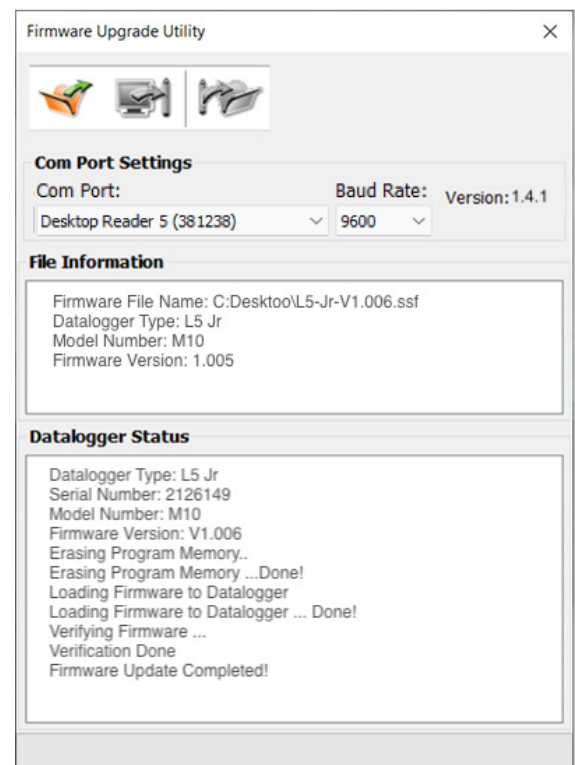 Firmware Upgrade Utility
Com Port Settings
Com Port: Baud Rate: Version: 1.4.1
Desktop Reader 5 (381238) 9600
File Information
Firmware File Name: C:Desktoo\L5-Jr-V1.006.ssf
Datalogger Type: L5 Jr
Model Number: M10
Firmware Version: 1.005
Datalogger Status
Datalogger Type: L5 Jr
Serial Number: 2126149
Model Number: M10
Firmware Version: V1.006
Erasing Program Memory..
Erasing Program Memory ...Done!
Loading Firmware to Datalogger
Loading Firmware to Datalogger ... Done!
Verifying Firmware ...
Verification Done
Firmware Update Completed!